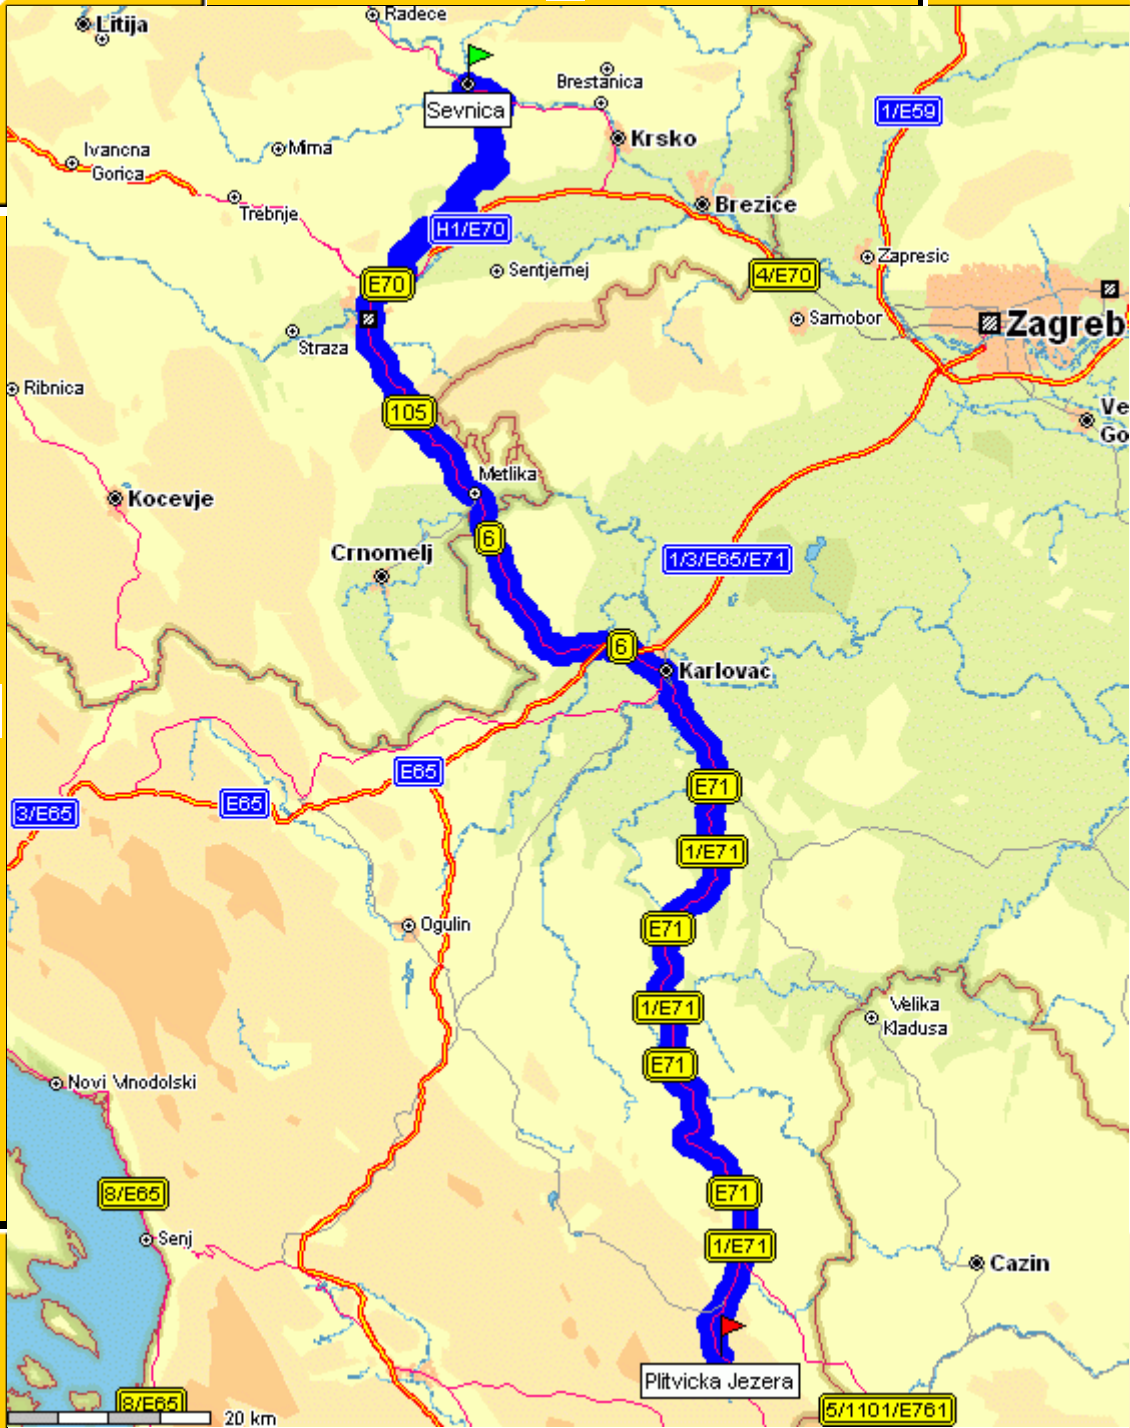 Radece
Litija
Brestanica
Sevnica
1/E59
Krsko
Mirna
Ivancna
Gorica
Brezice
Trebnje
H1/E70
Zapresic
Sentjernej
4/E70
E70
Samobor
Zagreb
Straza
Ribnica
105
Ve
Go
Metlika
Kocevje
6
Crnomelj
1/3/E65/E71
6
Karlovac
E65
E71
E65
3/E65
1/E71
Ogulin
E71
1/E71
Velika
Kladusa
E71
Novi Vinodolski
8/E65
E71
Senj
1/E71
Cazin
Plitvicka Jezera
8/E65
5/1101/E761
20 km